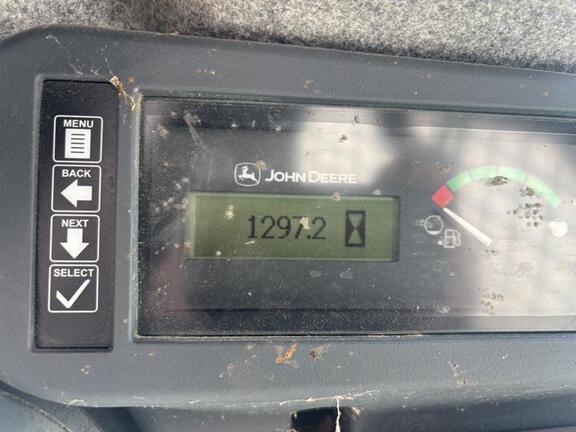 MENU
BACK
NEXT
SELECT
JOHN DEERE
1297.2